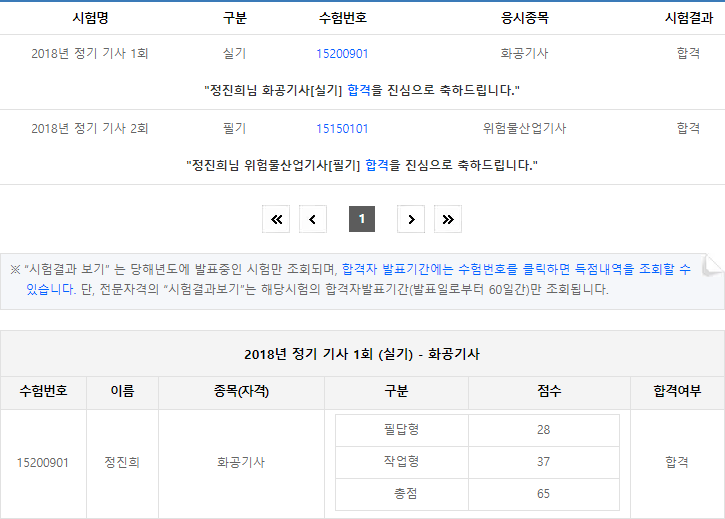 시험명 구분 수험번호 응시종목 시험결과
2018년 정기 기사 1회 실기 15200901 화공기사 합격
"정진희님 화공기사[실기] 합격을 진심으로 축하드립니다."
2018년 정기 기사 2회 필기 15150101 위험물산업기사 합격
"정진희님 위험물산업기사[필기] 합격을 진심으로 축하드립니다."
1
※ "시험결과 보기" 는 당해년도에 발표중인 시험만 조회되며, 합격자 발표기간에는 수험번호를 클릭하면 득점내역을 조회할 수
있습니다. 단, 전문자격의 "시험결과보기"는 해당시험의 합격자발표기간(발표일로부터 60일간)만 조회됩니다.
2018년 정기 기사 1회 (실기) - 화공기사
수험번호 이름 종목(자격) 구분 점수 합격여부
필답형 28
15200901 정진희 화공기사 작업형 37 합격
총점 65